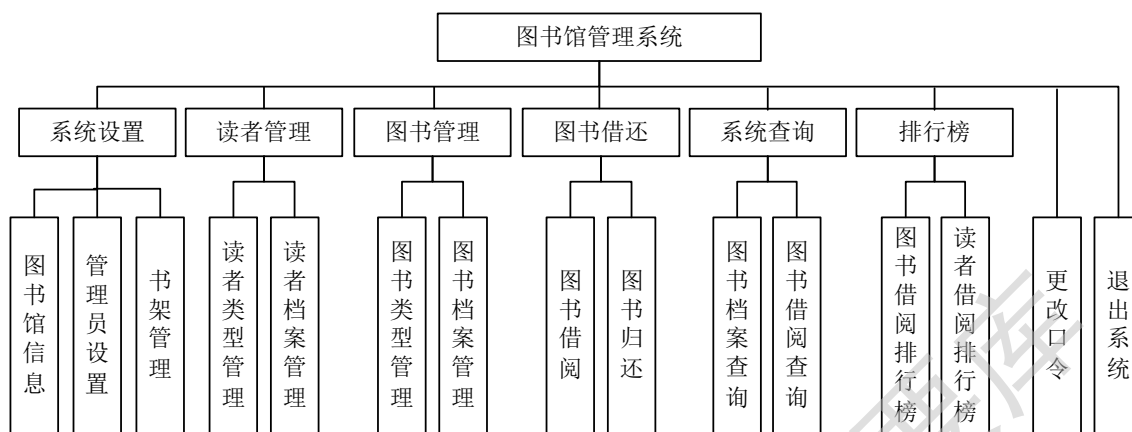 图书馆管理系统
系统设置
读者管理
图书管理
图书借还
系统查询
排行榜
图书馆信息
管理员设置
书架管理
读者类型管理
读者档案管理
图书类型管理
图书档案管理
图书借阅
图书归还
图书档案查询
图书借阅查询
图书借阅排行榜
读者借阅排行榜
更改口令
退出系统